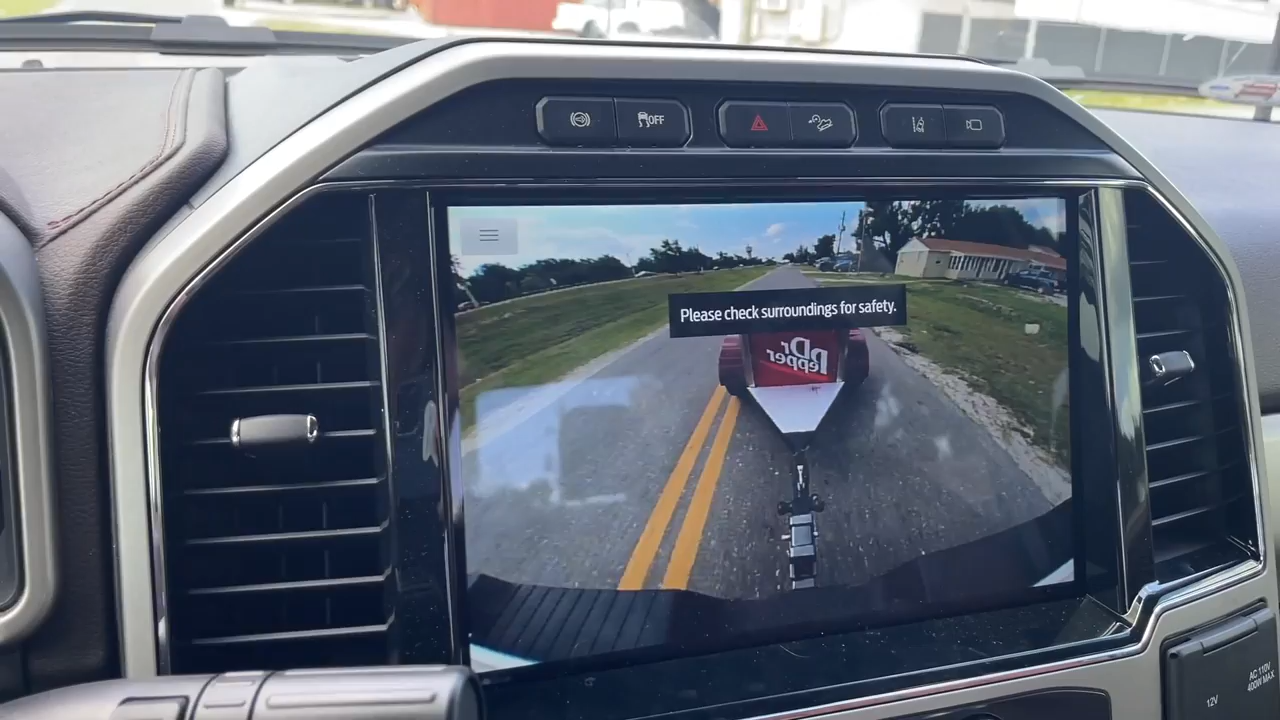 OFF
Please check surroundings for safety.
Dr
Pepper
AC 110V
400W MAX
12V